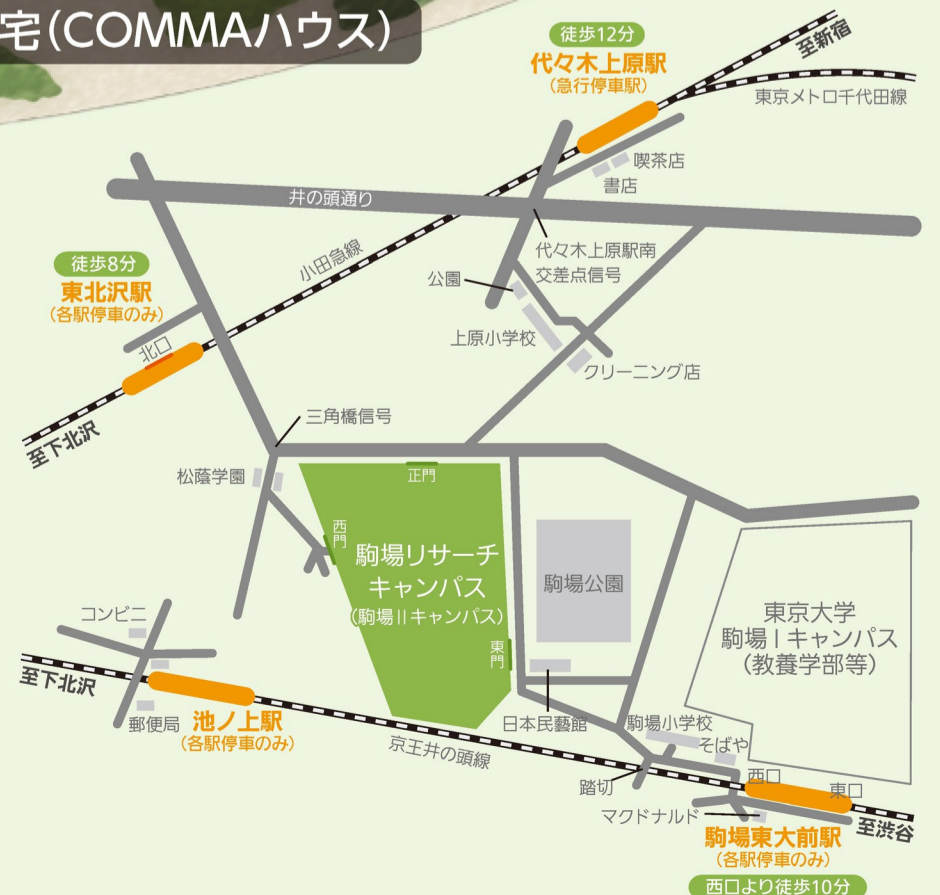 宅(COMMAハウス)
徒歩12分
代々木上原駅
(急行停車駅)
至新宿
東京メトロ千代田線
喫茶店
書店
井の頭通り
小田急線
代々木上原駅南
交差点信号
徒歩8分
東北沢駅
(各駅停車のみ)
北口
至下北沢
公園
上原小学校
クリーニング店
三角橋信号
松蔭学園
正門
西門
駒場リサーチ
キャンパス
(駒場IIキャンパス)
東門
駒場公園
東京大学
駒場Iキャンパス
(教養学部等)
コンビニ
至下北沢
郵便局
池ノ上駅
(各駅停車のみ)
京王井の頭線
日本民藝館
駒場小学校
そばや
踏切
西口
東口
マクドナルド
至渋谷
駒場東大前駅
(各駅停車のみ)
西口より徒歩10分